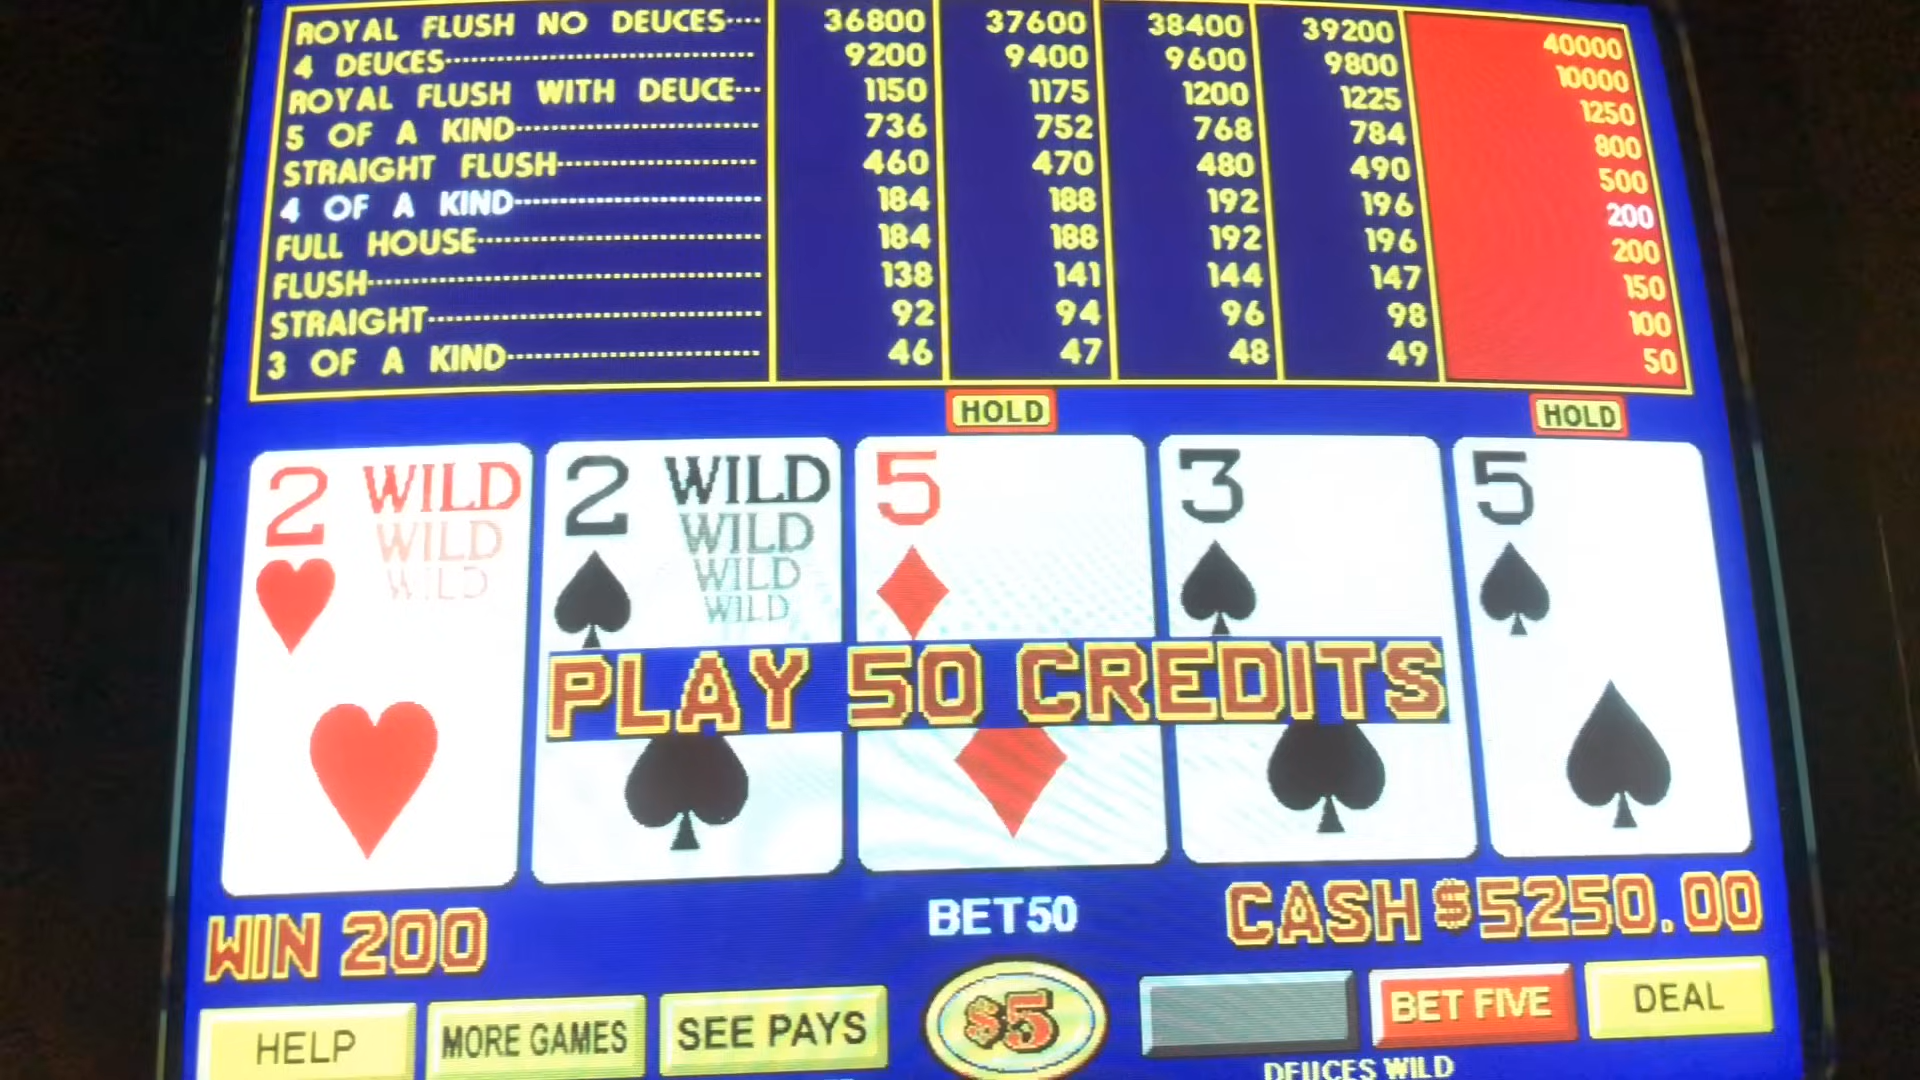 ROYAL FLUSH NO DEUCES 36800 37600 38400 39200 40000
4 DEUCES 9200 9400 9600 9800 10000
ROYAL FLUSH WITH DEUCE 1150 1175 1200 1225 1250
5 OF A KIND 736 752 768 784 800
STRAIGHT FLUSH 460 470 480 490 500
4 OF A KIND 184 188 192 196 200
FULL HOUSE 184 188 192 196 200
FLUSH 138 141 144 147 150
STRAIGHT 92 94 96 98 100
3 OF A KIND 46 47 48 49 50
HOLD HOLD
2 WILD 2 WILD 5 3 5
WILD WILD
WILD WILD
WILD
PLAY 50 CREDITS
WIN 200 BET 50 CASH $5250.00
HELP MORE GAMES SEE PAYS $5 BET FIVE DEAL
DEUCES WILD